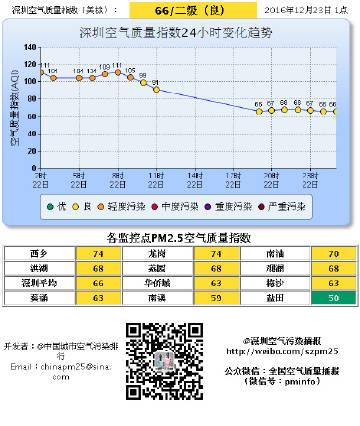 深圳空气质量指数（美标）： 66/二级（良） 2016年12月23日 1点
深圳空气质量指数24小时变化趋势
空气质量指数(AQI)
140
120
100
80
60
40
20
0
111 104 104 104 109 111 105 99 91 66 67 68 68 67 66 66
2时 5时 8时 11时 14时 17时 20时 23时
22日 22日 22日 22日 22日 22日 22日 22日
优 良 轻度污染 中度污染 重度污染 严重污染
各监控点PM2.5空气质量指数
西乡 74 龙岗 74 南油 70
洪湖 68 荔园 68 观澜 68
深圳平均 66 华侨城 63 梅沙 63
葵涌 63 南澳 59 盐田 50
开发者：@中国城市空气污染排
行
Email：chinapm25@sina.
com
@深圳空气污染播报
http://weibo.com/szpm25
公众微信：全国空气质量播报
（微信号：pminfo）